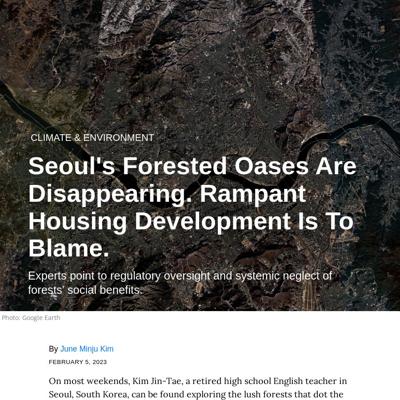 CLIMATE & ENVIRONMENT
Seoul's Forested Oases Are
Disappearing. Rampant
Housing Development Is To
Blame.
Experts point to regulatory oversight and systemic neglect of
forests' social benefits.
Photo: Google Earth
By June Minju Kim
FEBRUARY 5, 2023
On most weekends, Kim Jin-Tae, a retired high school English teacher in
Seoul, South Korea, can be found exploring the lush forests that dot the